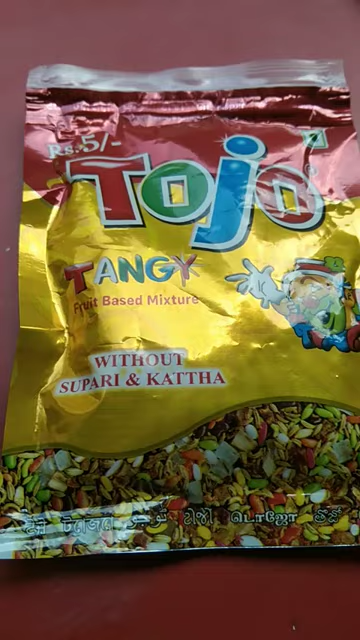 Rs.5/-
Tojo
TANGY
Fruit Based Mixture
WITHOUT
SUPARI & KATTHA
டொஜோ